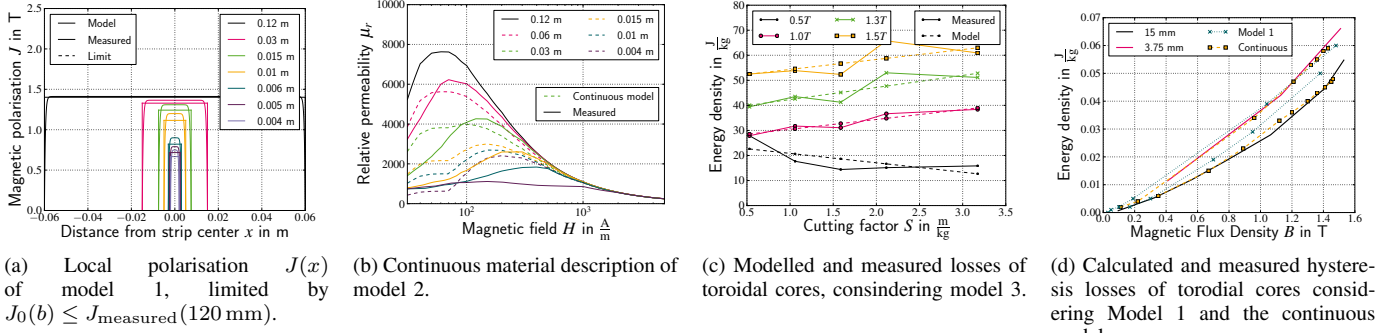 Model
Measured
Limit
0.12 m
0.03 m
0.015 m
0.01 m
0.006 m
0.005 m
0.004 m
Magnetic polarisation J in T
2.5
2.0
1.5
1.0
0.5
0.0
−0.06 −0.04 −0.02 0.00 0.02 0.04 0.06
Distance from strip center x in m
(a) Local polarisation J(x)
of model 1, limited by
J₀(b) ≤ J_measured(120 mm).
Relative permeability μᵣ
10000
8000
6000
4000
2000
0
0.12 m
0.06 m
0.03 m
0.015 m
0.01 m
0.004 m
Continuous model
Measured
10² 10³
Magnetic field H in A/m
(b) Continuous material description of
model 2.
Energy density in J/kg
80
70
60
50
40
30
20
10
0
0.5T
1.0T
1.3T
1.5T
Measured
Model
0.5 1.0 1.5 2.0 2.5 3.0 3.5
Cutting factor S in m/kg
(c) Modelled and measured losses of
toroidal cores, consindering model 3.
Energy density in J/kg
0.07
0.06
0.05
0.04
0.03
0.02
0.01
0.00
15 mm
3.75 mm
Model 1
Continuous
0.0 0.2 0.4 0.6 0.8 1.0 1.2 1.4 1.6
Magnetic Flux Density B in T
(d) Calculated and measured hystere-
sis losses of torodial cores consid-
ering Model 1 and the continuous